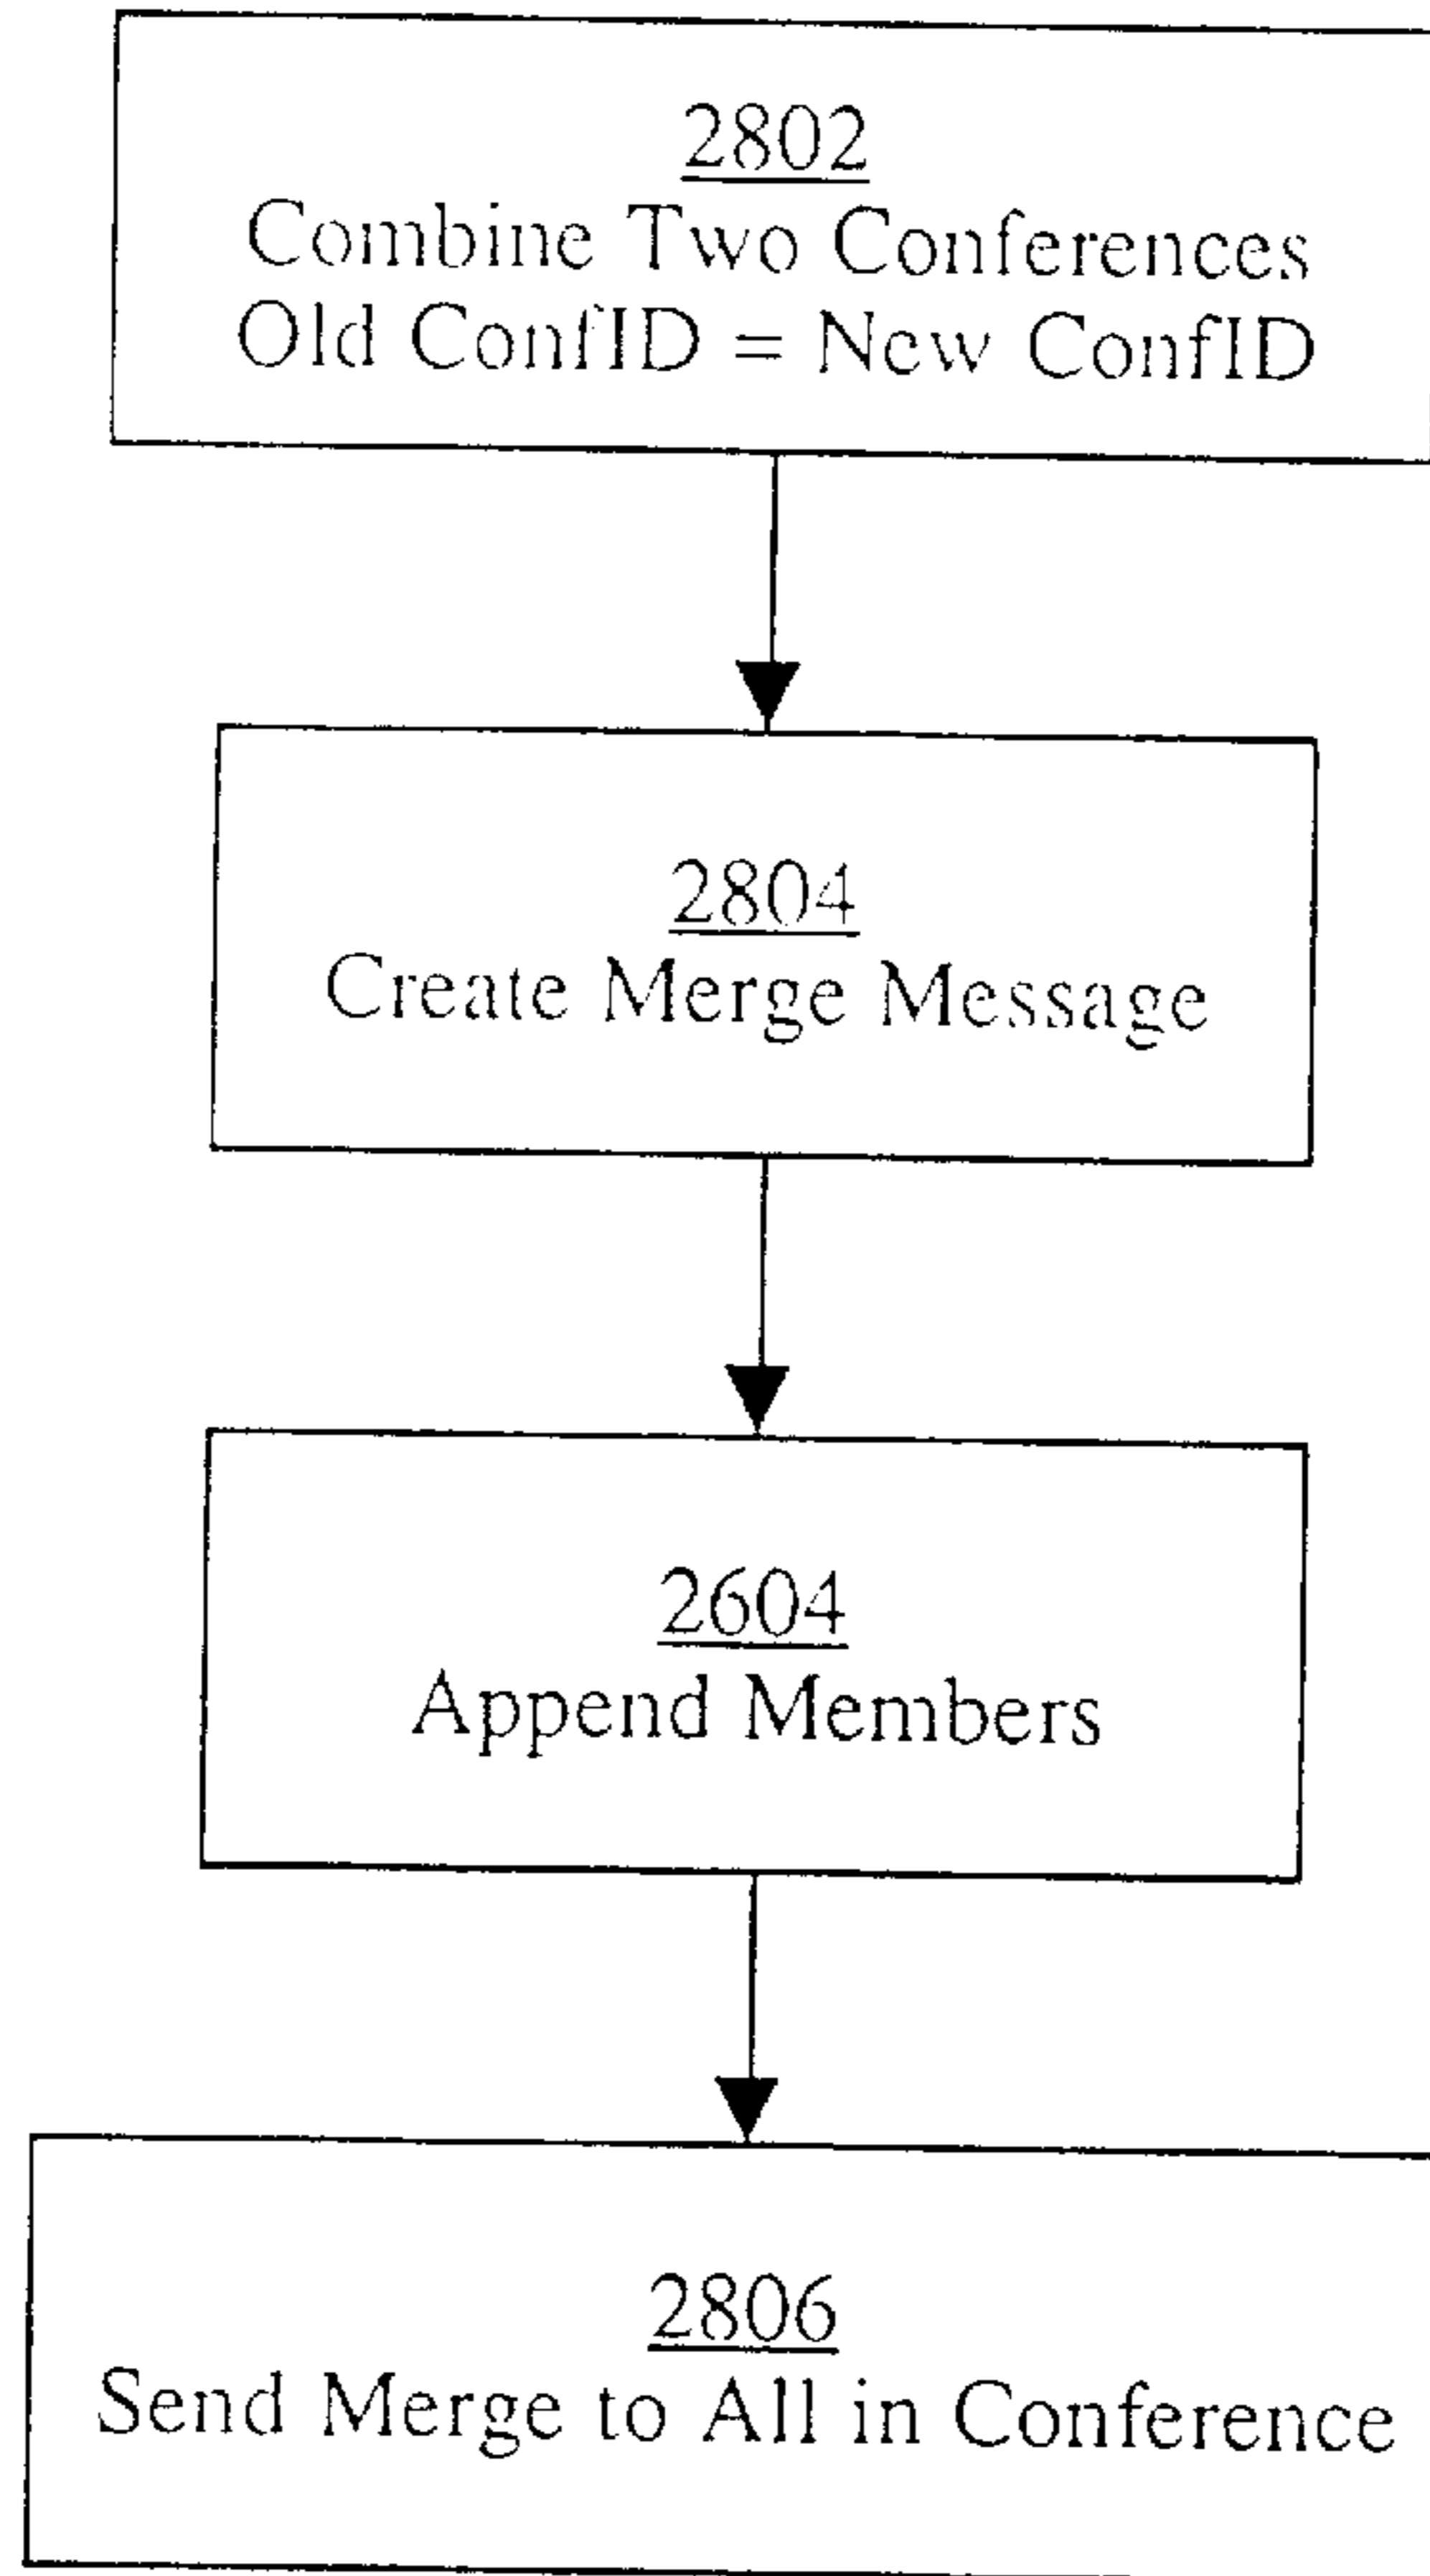 2802
Combine Two Conferences
Old ConfID = New ConfID
2804
Create Merge Message
2604
Append Members
2806
Send Merge to All in Conference